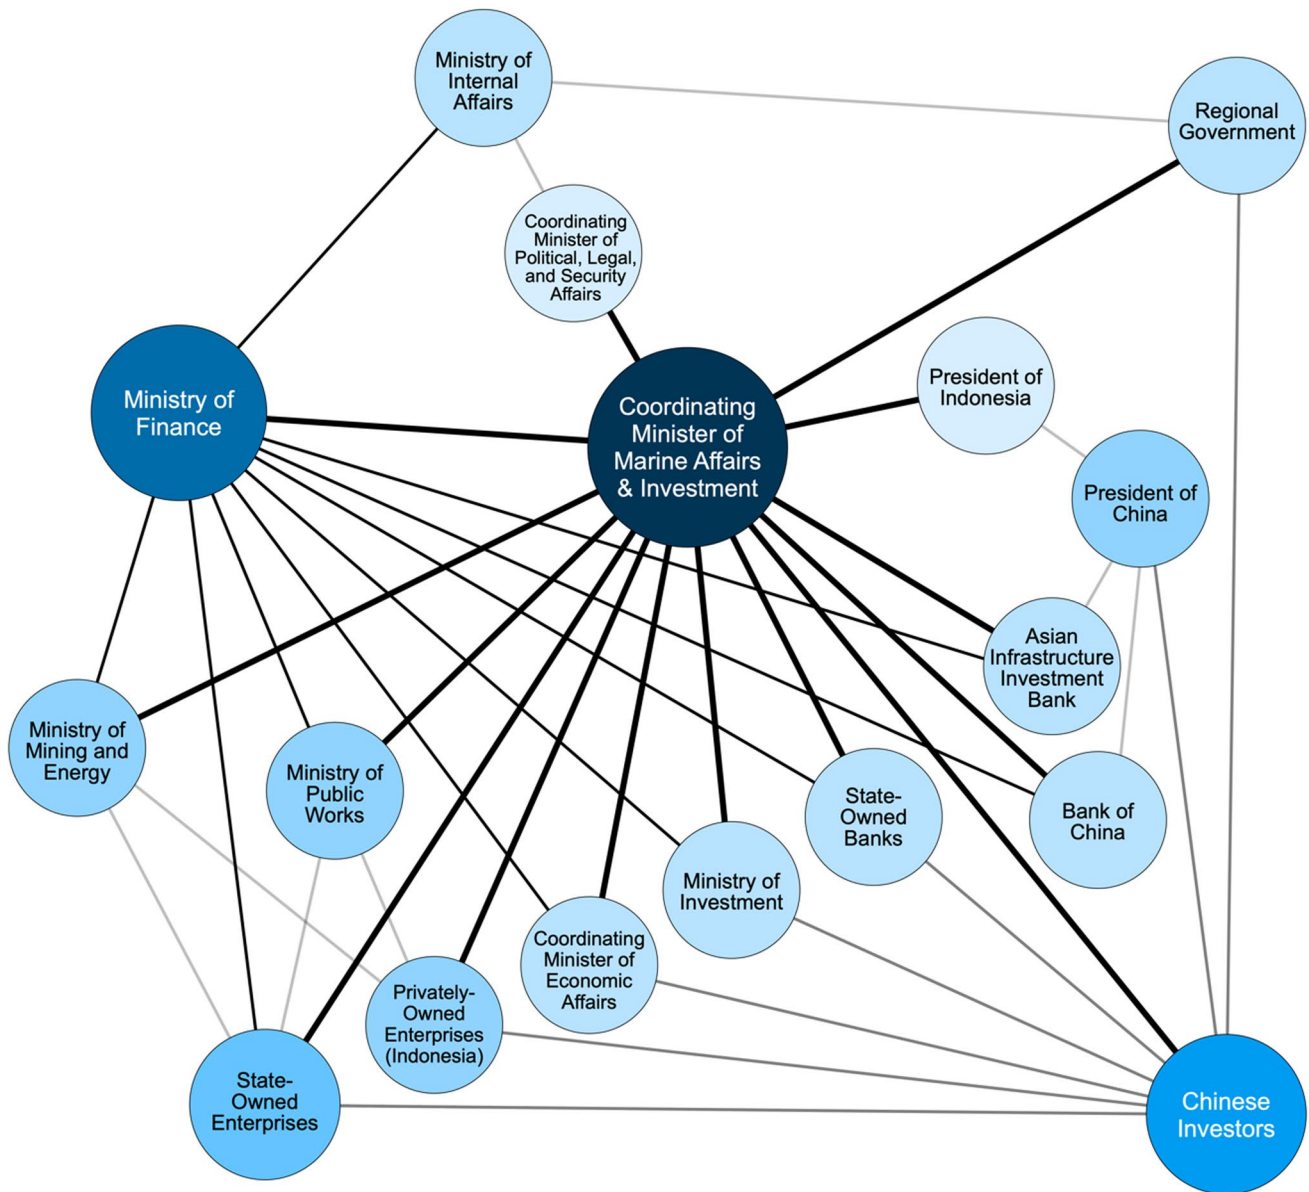 Ministry of
Internal
Affairs
Regional
Government
Coordinating
Minister of
Political, Legal,
and Security
Affairs
Ministry of
Finance
Coordinating
Minister of
Marine Affairs
& Investment
President of
Indonesia
President of
China
Asian
Infrastructure
Investment
Bank
Ministry of
Mining and
Energy
Ministry of
Public
Works
State-
Owned
Banks
Bank of
China
Ministry of
Investment
Coordinating
Minister of
Economic
Affairs
Privately-
Owned
Enterprises
(Indonesia)
State-
Owned
Enterprises
Chinese
Investors